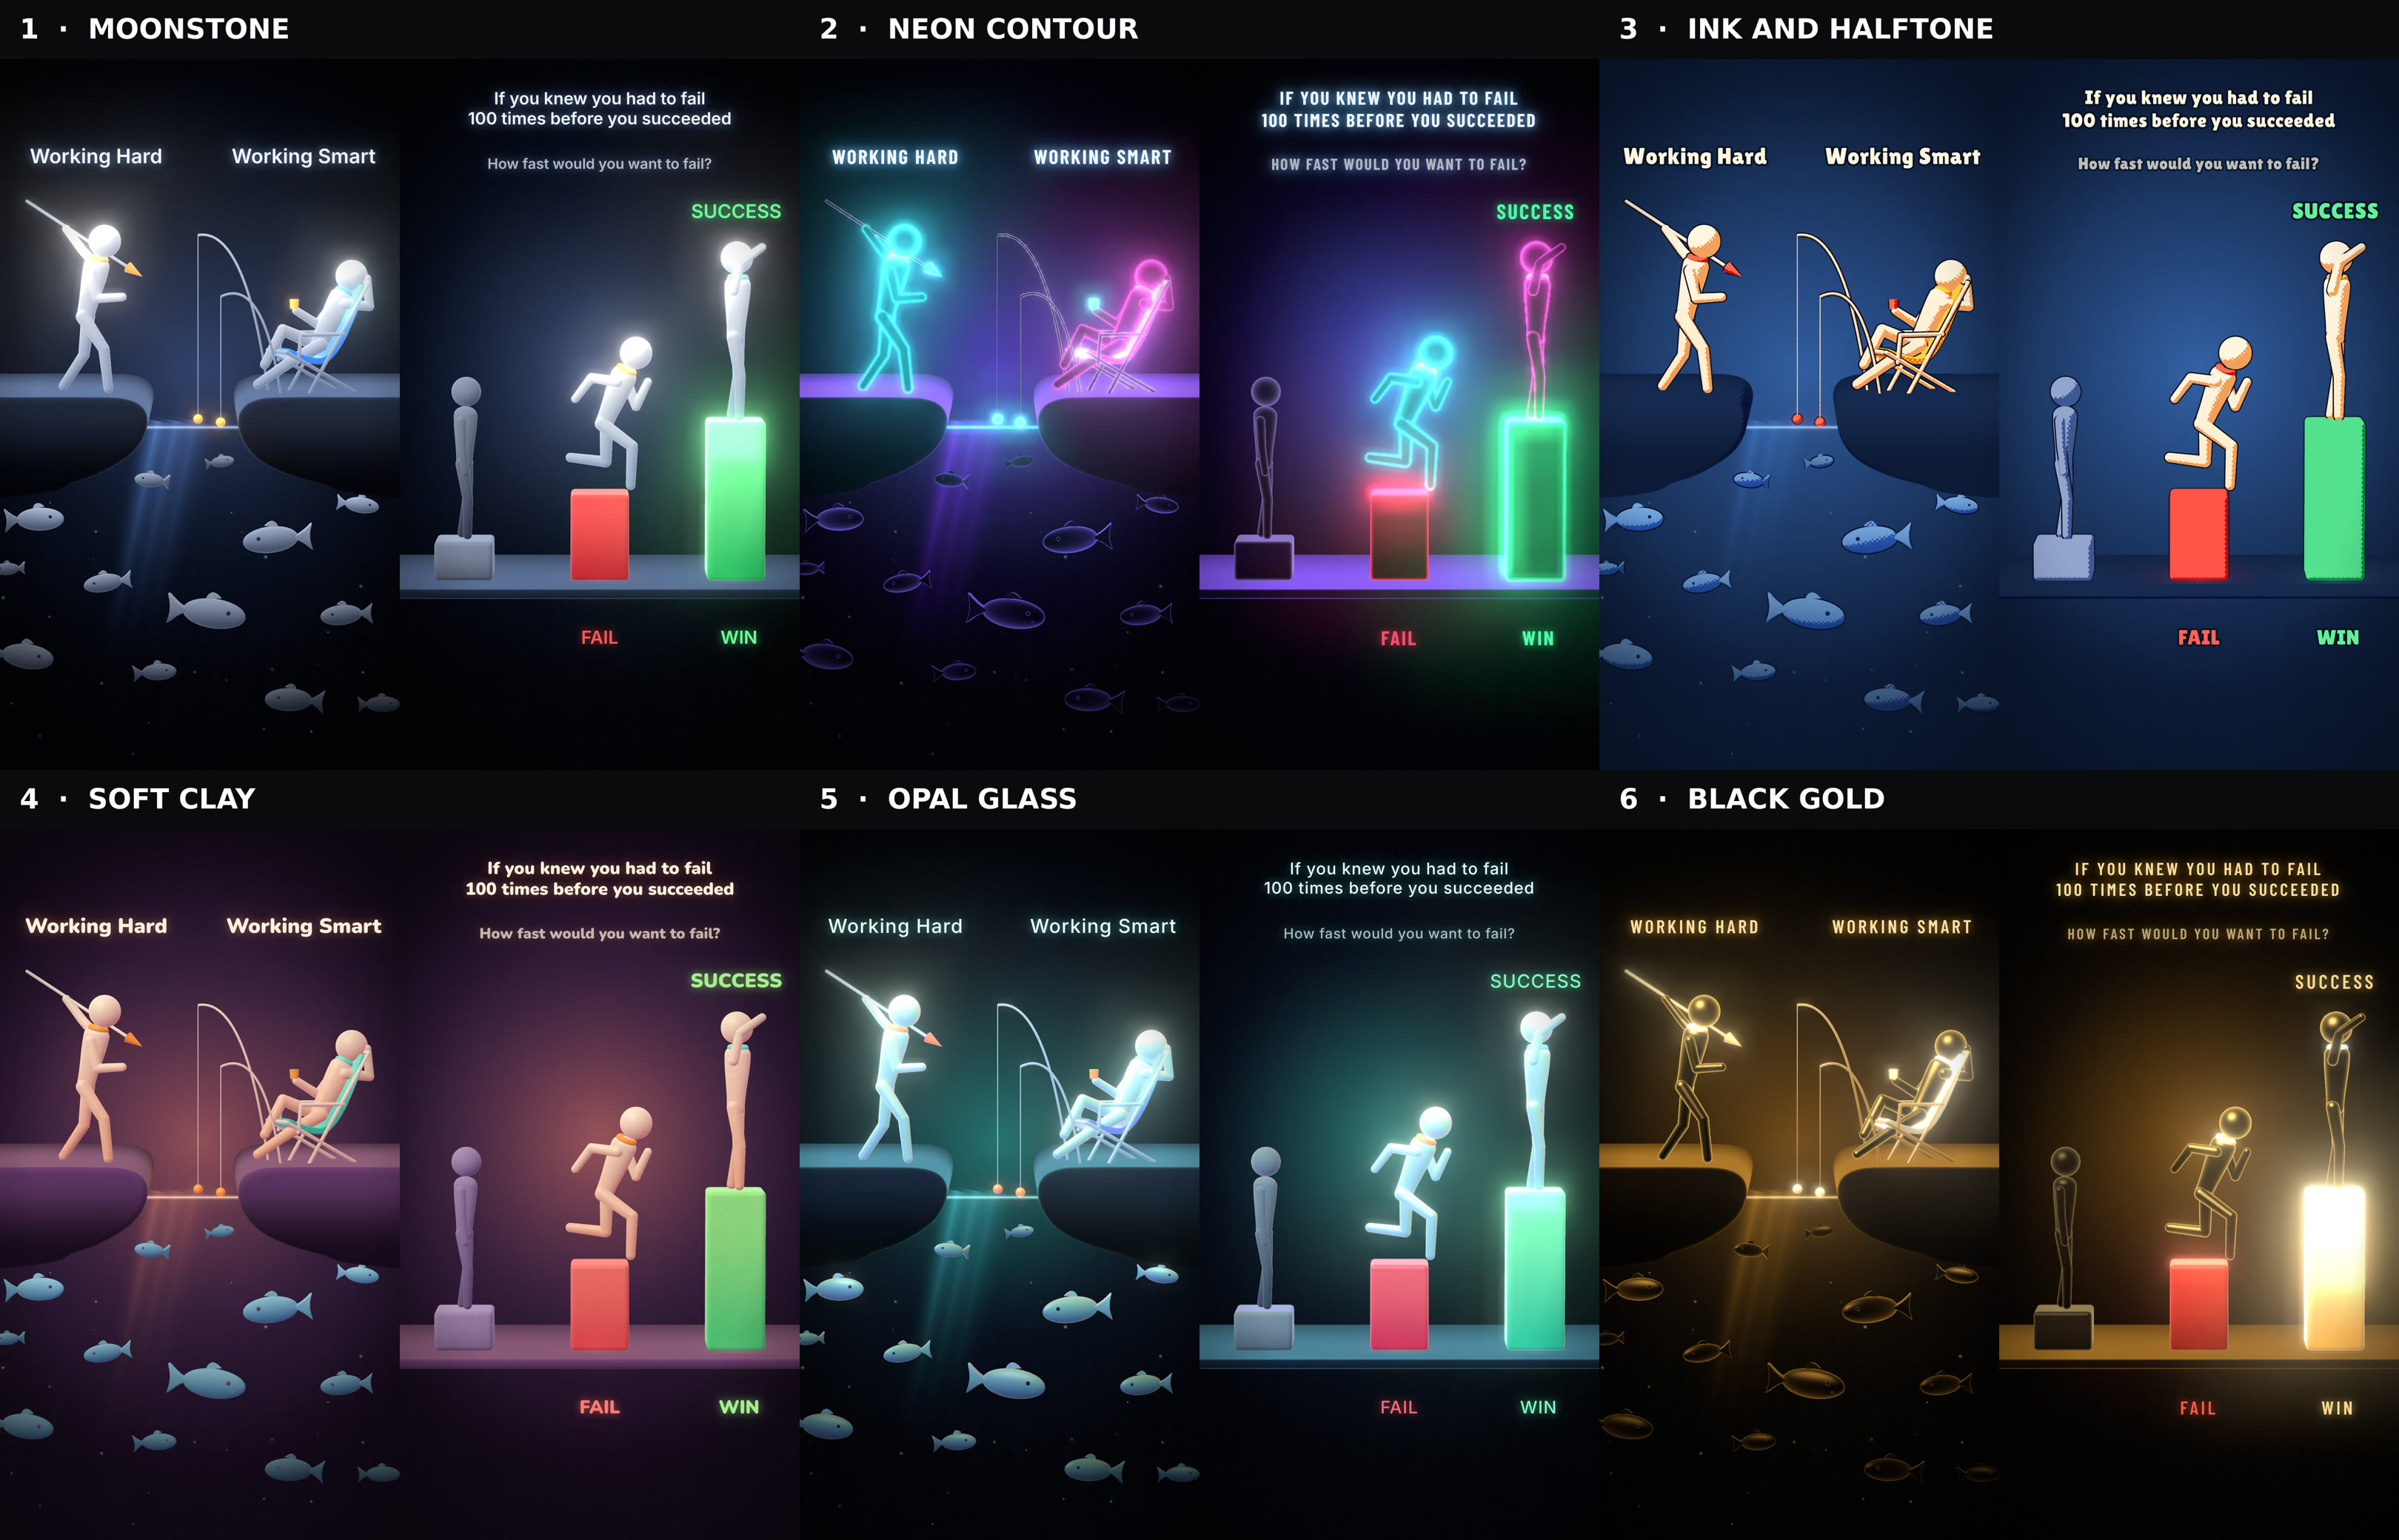 1 · MOONSTONE
If you knew you had to fail
100 times before you succeeded
Working Hard
Working Smart
How fast would you want to fail?
SUCCESS
FAIL
WIN
2 · NEON CONTOUR
IF YOU KNEW YOU HAD TO FAIL
100 TIMES BEFORE YOU SUCCEEDED
WORKING HARD
WORKING SMART
HOW FAST WOULD YOU WANT TO FAIL?
SUCCESS
FAIL
WIN
3 · INK AND HALFTONE
If you knew you had to fail
100 times before you succeeded
Working Hard
Working Smart
How fast would you want to fail?
SUCCESS
FAIL
WIN
4 · SOFT CLAY
If you knew you had to fail
100 times before you succeeded
Working Hard
Working Smart
How fast would you want to fail?
SUCCESS
FAIL
WIN
5 · OPAL GLASS
If you knew you had to fail
100 times before you succeeded
Working Hard
Working Smart
How fast would you want to fail?
SUCCESS
FAIL
WIN
6 · BLACK GOLD
IF YOU KNEW YOU HAD TO FAIL
100 TIMES BEFORE YOU SUCCEEDED
WORKING HARD
WORKING SMART
HOW FAST WOULD YOU WANT TO FAIL?
SUCCESS
FAIL
WIN